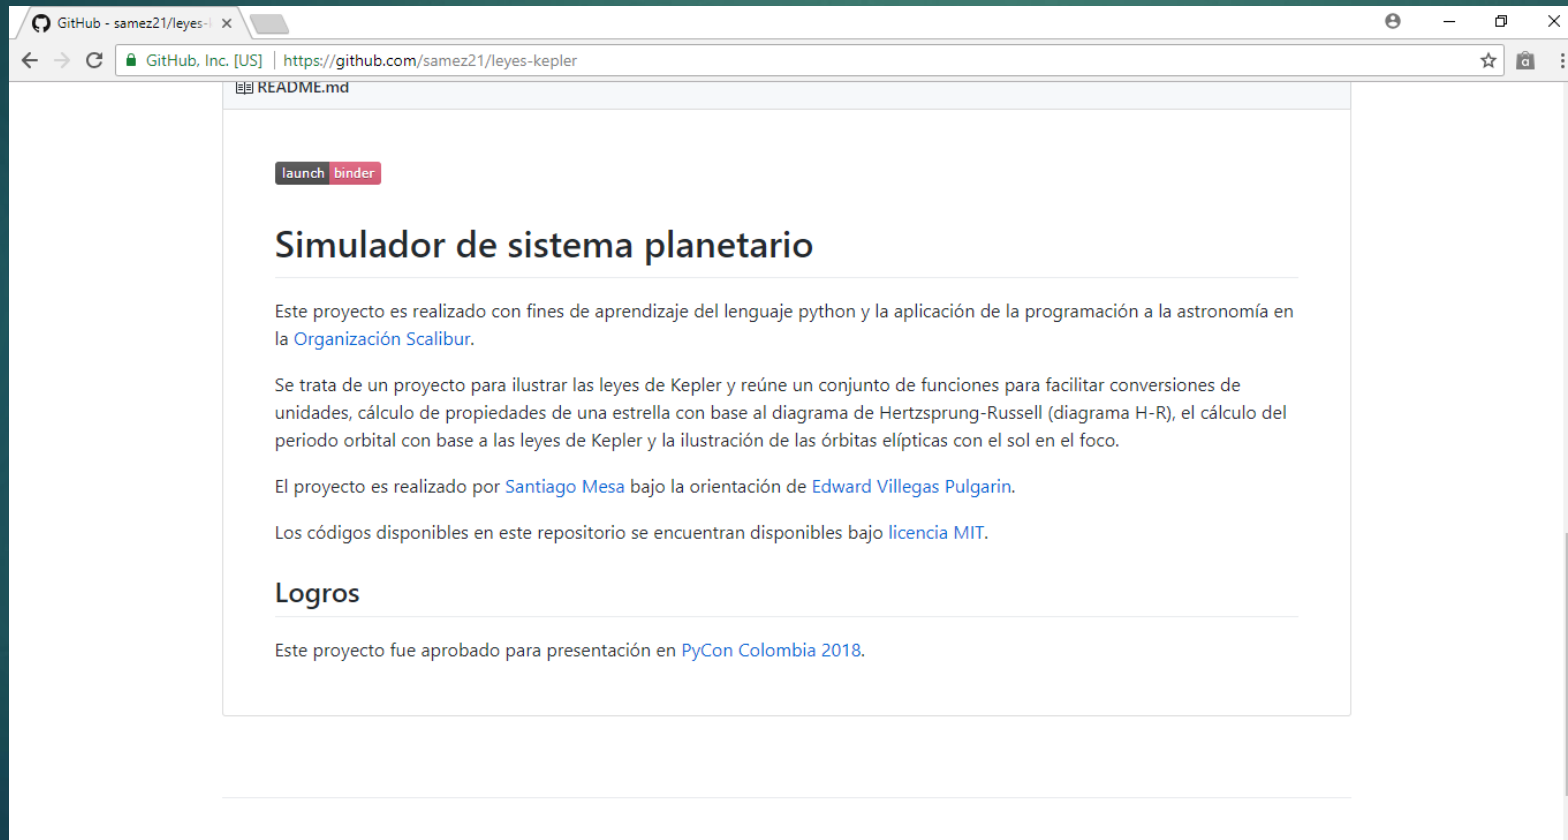 GitHub - samez21/leyes-
GitHub, Inc. [US] | https://github.com/samez21/leyes-kepler
README.md
launch binder
Simulador de sistema planetario
Este proyecto es realizado con fines de aprendizaje del lenguaje python y la aplicación de la programación a la astronomía en
la Organización Scalibur.
Se trata de un proyecto para ilustrar las leyes de Kepler y reúne un conjunto de funciones para facilitar conversiones de
unidades, cálculo de propiedades de una estrella con base al diagrama de Hertzsprung-Russell (diagrama H-R), el cálculo del
periodo orbital con base a las leyes de Kepler y la ilustración de las órbitas elípticas con el sol en el foco.
El proyecto es realizado por Santiago Mesa bajo la orientación de Edward Villegas Pulgarin.
Los códigos disponibles en este repositorio se encuentran disponibles bajo licencia MIT.
Logros
Este proyecto fue aprobado para presentación en PyCon Colombia 2018.